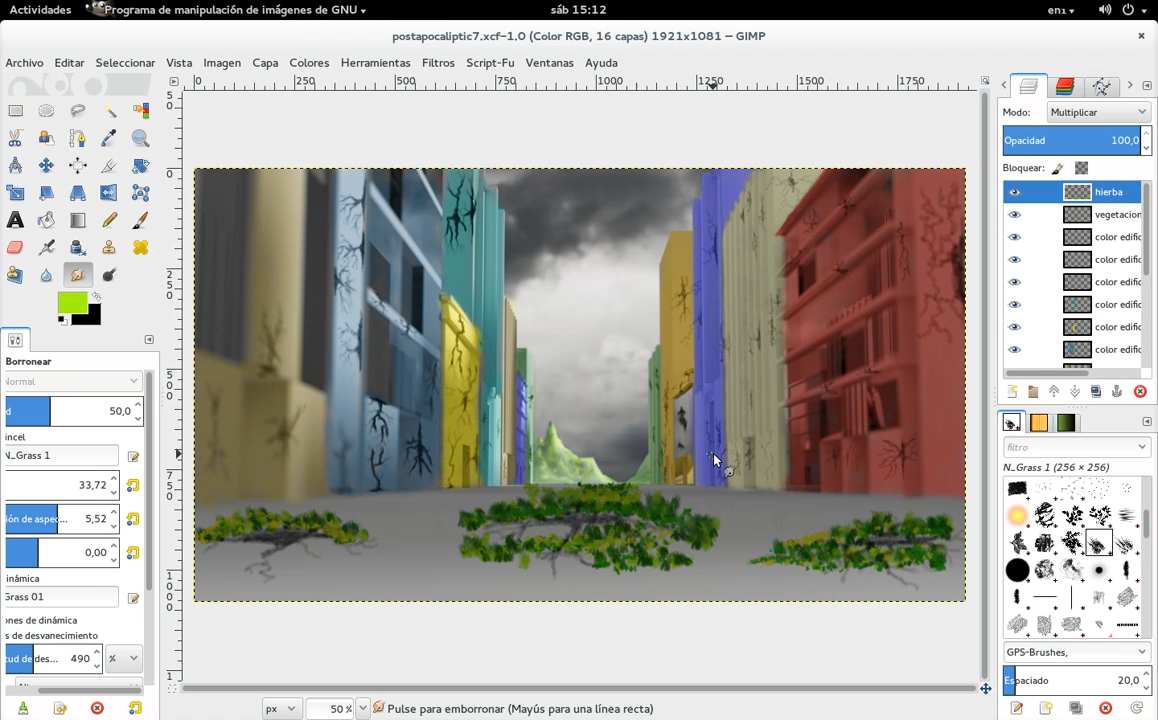 Actividades
Programa de manipulación de imágenes de GNU
sáb 15:12
en1
postapocaliptic7.xcf-1.0 (Color RGB, 16 capas) 1921x1081 – GIMP
Archivo Editar Seleccionar Vista Imagen Capa Colores Herramientas Filtros Script-Fu Ventanas Ayuda
0 250 500 750 1000 1250 1500 1750
Modo: Multiplicar
Opacidad 100,0
Bloquear:
hierba
vegetacion
color edific
color edific
color edific
color edific
color edific
color edific
Borronear
Normal
d 50,0
incel
N_Grass 1
33,72
ión de aspec... 5,52
0,00
dinámica
Grass 01
ones de dinámica
s de desvanecimiento
tud de des... 490 %
filtro
N_Grass 1 (256 × 256)
GPS-Brushes,
Espaciado 20,0
px 50 % Pulse para emborronar (Mayús para una línea recta)